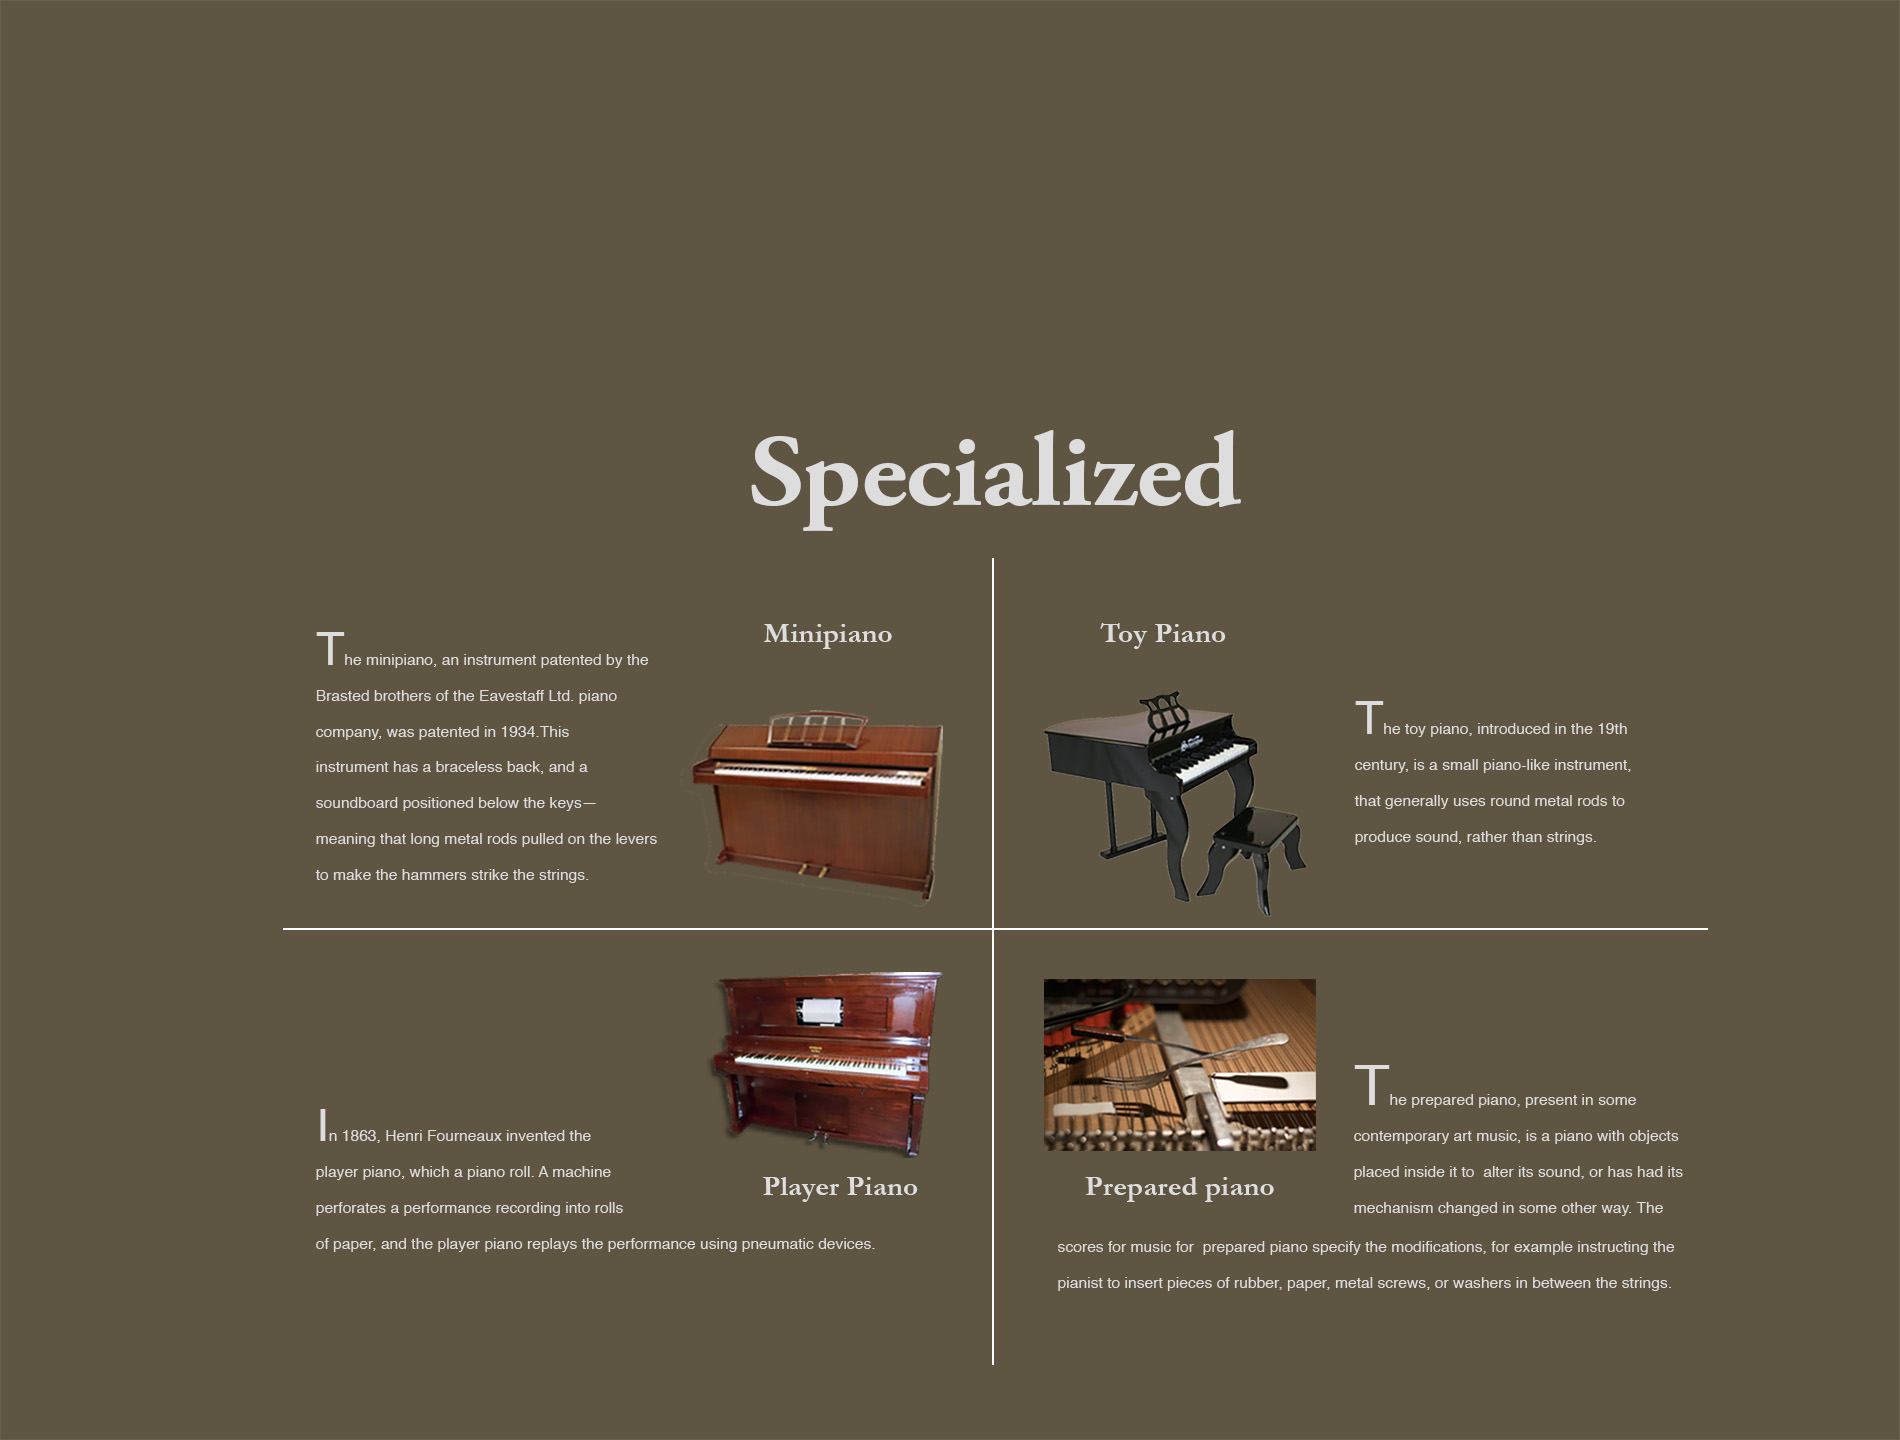 Specialized
Minipiano
The minipiano, an instrument patented by the
Brasted brothers of the Eavestaff Ltd. piano
company, was patented in 1934.This
instrument has a braceless back, and a
soundboard positioned below the keys—
meaning that long metal rods pulled on the levers
to make the hammers strike the strings.
Toy Piano
The toy piano, introduced in the 19th
century, is a small piano-like instrument,
that generally uses round metal rods to
produce sound, rather than strings.
In 1863, Henri Fourneaux invented the
player piano, which a piano roll. A machine
perforates a performance recording into rolls
of paper, and the player piano replays the performance using pneumatic devices.
Player Piano
Prepared piano
The prepared piano, present in some
contemporary art music, is a piano with objects
placed inside it to  alter its sound, or has had its
mechanism changed in some other way. The
scores for music for  prepared piano specify the modifications, for example instructing the
pianist to insert pieces of rubber, paper, metal screws, or washers in between the strings.